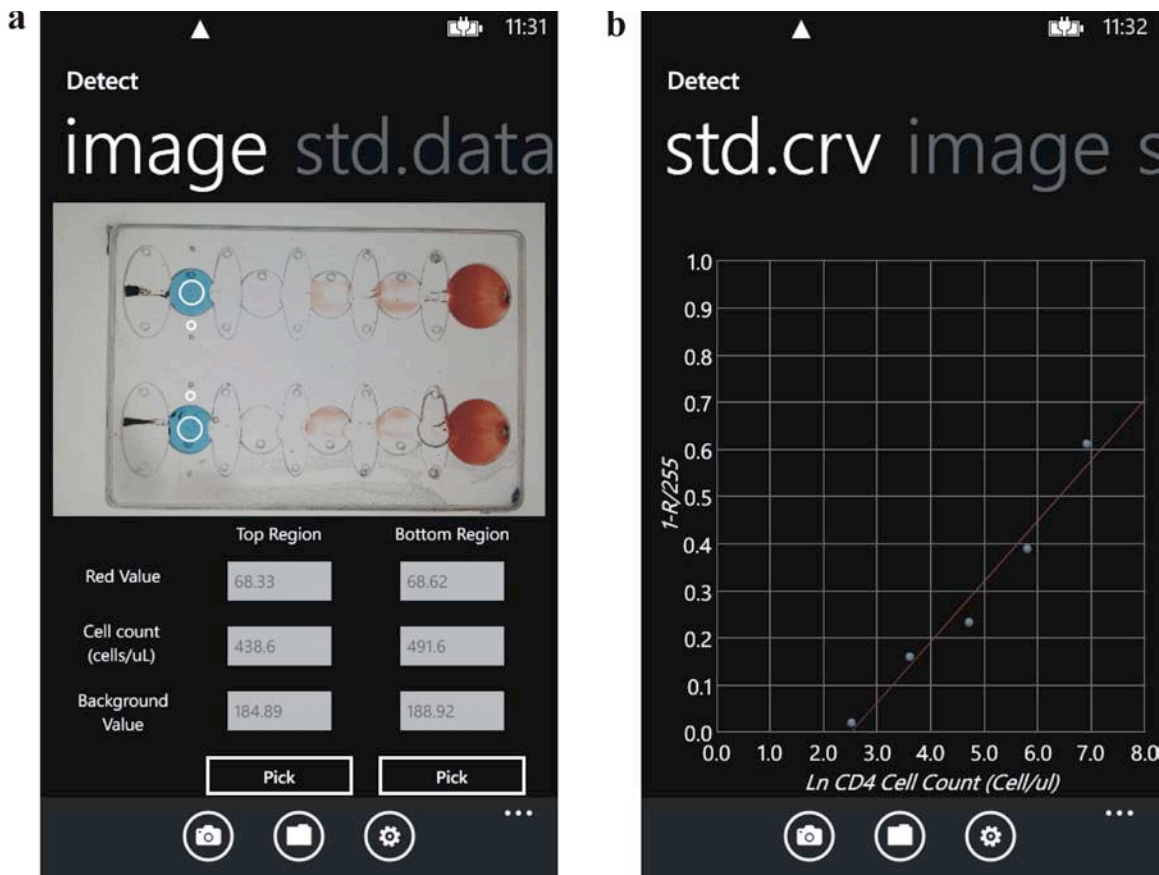 a
11:31
Detect
image std.data
Top Region Bottom Region
Red Value 68.33 68.62
Cell count
(cells/uL) 438.6 491.6
Background
Value 184.89 188.92
Pick Pick
...
b
11:32
Detect
std.crv image s
1.0
0.9
0.8
0.7
0.6
0.5
0.4
0.3
0.2
0.1
0.0
1-R/255
0.0 1.0 2.0 3.0 4.0 5.0 6.0 7.0 8.0
Ln CD4 Cell Count (Cell/ul)
...